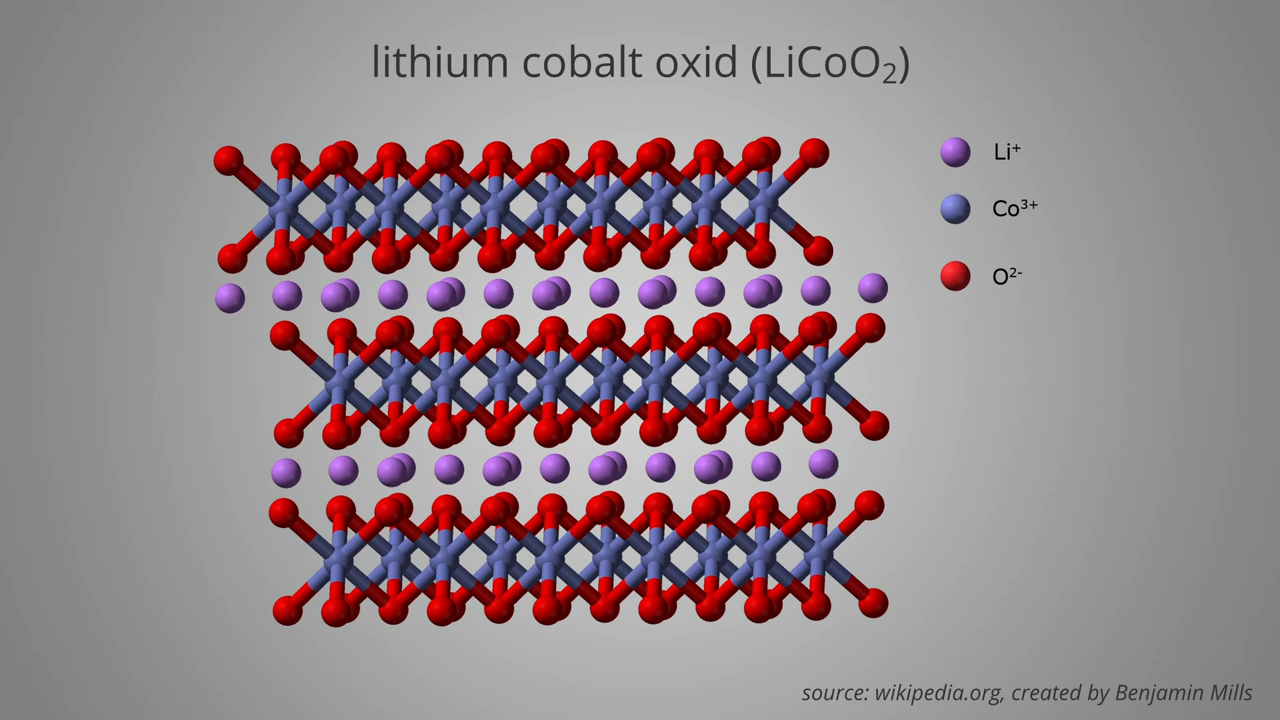 lithium cobalt oxid (LiCoO₂)
Li⁺
Co³⁺
O²⁻
source: wikipedia.org, created by Benjamin Mills